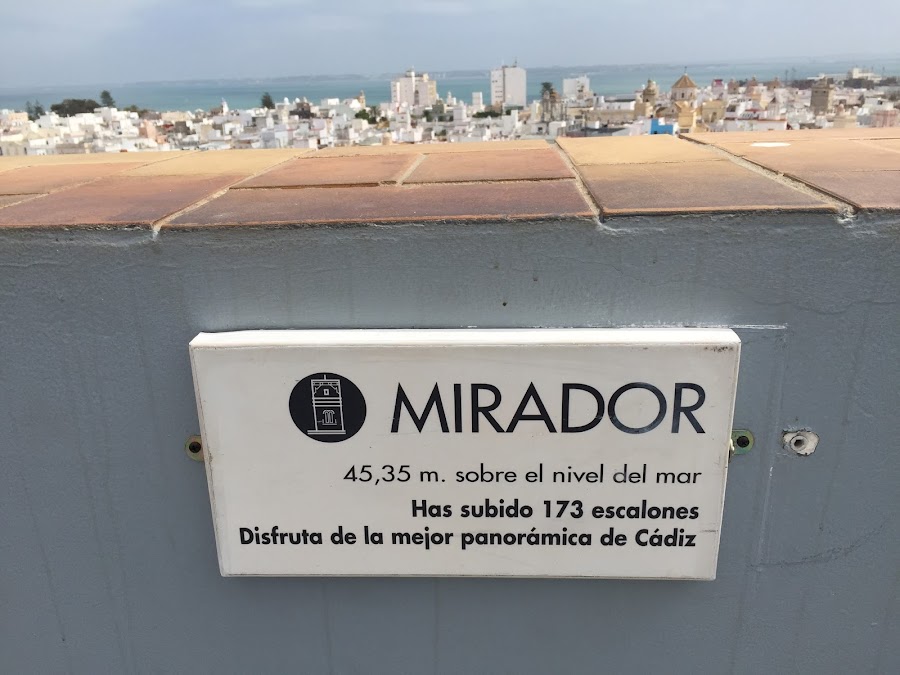 MIRADOR
45,35 m. sobre el nivel del mar
Has subido 173 escalones
Disfruta de la mejor panorámica de Cádiz